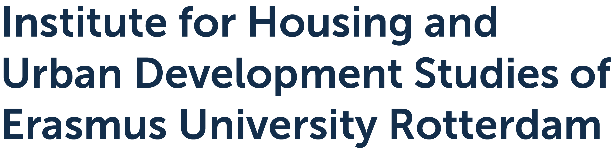 Institute for Housing and
Urban Development Studies of
Erasmus University Rotterdam